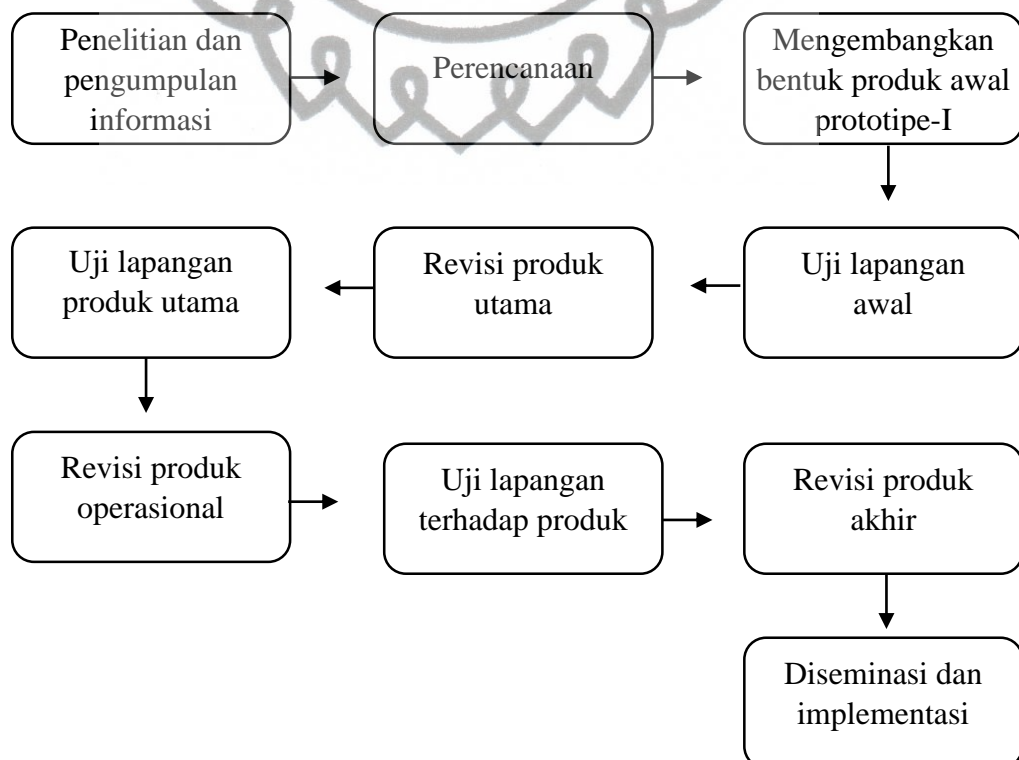 Penelitian dan
pengumpulan
informasi
Perencanaan
Mengembangkan
bentuk produk awal
prototipe-I
Uji lapangan
awal
Revisi produk
utama
Uji lapangan
produk utama
Revisi produk
operasional
Uji lapangan
terhadap produk
Revisi produk
akhir
Diseminasi dan
implementasi